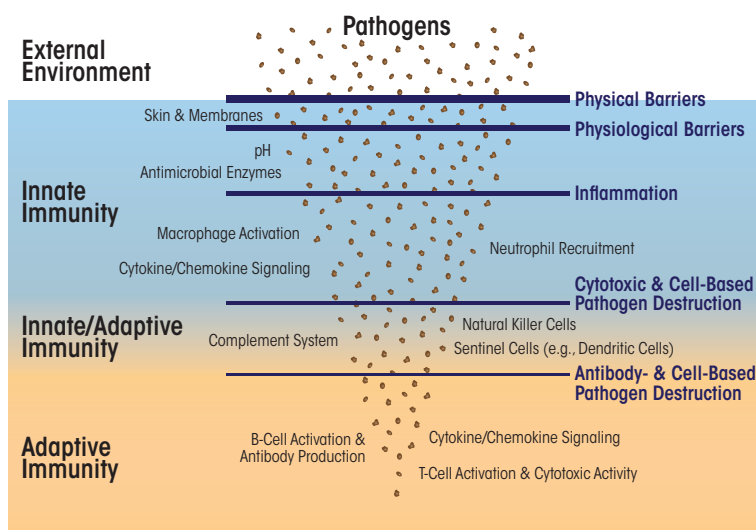 Pathogens
External
Environment
Physical Barriers
Skin & Membranes
Physiological Barriers
pH
Antimicrobial Enzymes
Innate
Immunity
Inflammation
Macrophage Activation
Neutrophil Recruitment
Cytokine/Chemokine Signaling
Cytotoxic & Cell-Based
Pathogen Destruction
Innate/Adaptive
Immunity
Natural Killer Cells
Complement System
Sentinel Cells (e.g., Dendritic Cells)
Antibody- & Cell-Based
Pathogen Destruction
Adaptive
Immunity
B-Cell Activation &
Antibody Production
Cytokine/Chemokine Signaling
T-Cell Activation & Cytotoxic Activity